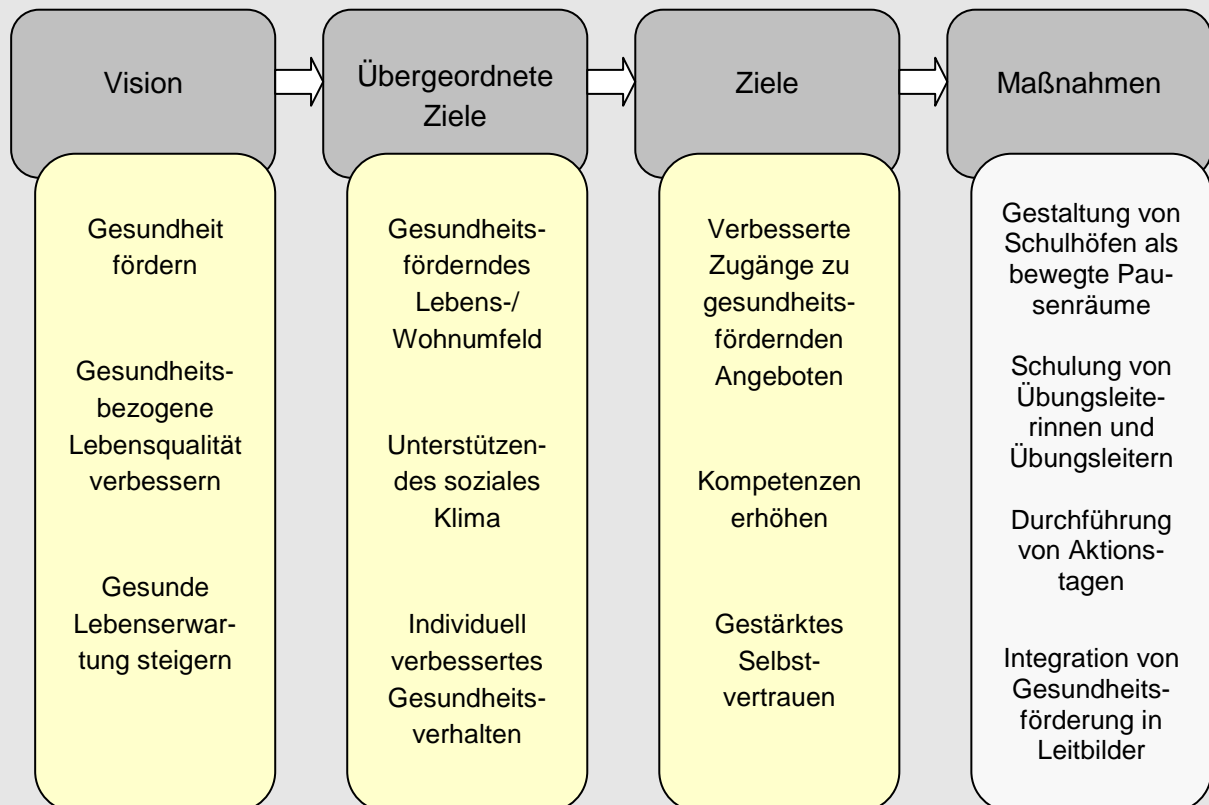 Vision
Übergeordnete
Ziele
Ziele
Maßnahmen
Gesundheit
fördern
Gesundheits-
bezogene
Lebensqualität
verbessern
Gesunde
Lebenserwar-
tung steigern
Gesundheits-
förderndes
Lebens-/
Wohnumfeld
Unterstützen-
des soziales
Klima
Individuell
verbessertes
Gesundheits-
verhalten
Verbesserte
Zugänge zu
gesundheits-
fördernden
Angeboten
Kompetenzen
erhöhen
Gestärktes
Selbst-
vertrauen
Gestaltung von
Schulhöfen als
bewegte Pau-
senräume
Schulung von
Übungsleite-
rinnen und
Übungsleitern
Durchführung
von Aktions-
tagen
Integration von
Gesundheits-
förderung in
Leitbilder